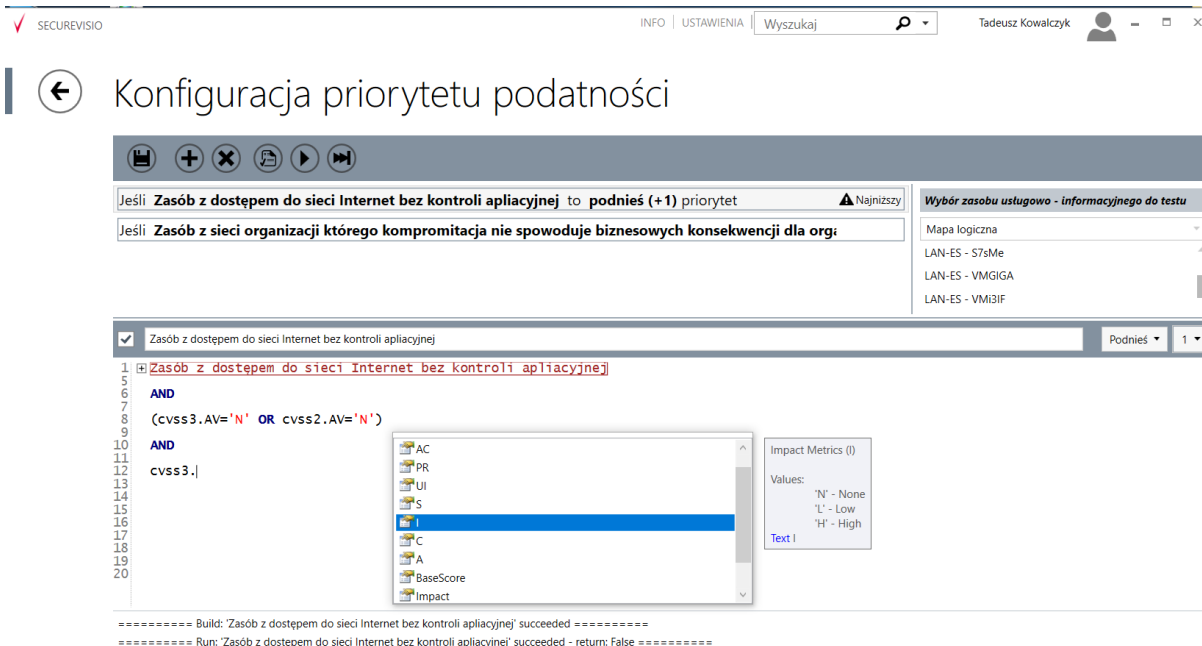 SECUREVISIO
INFO | USTAWIENIA | Wyszukaj
Tadeusz Kowalczyk
Konfiguracja priorytetu podatności
Jeśli Zasób z dostępem do sieci Internet bez kontroli apliacyjnej to podnieś (+1) priorytet
Najniższy
Jeśli Zasób z sieci organizacji którego kompromitacja nie spowoduje biznesowych konsekwencji dla orga
Wybór zasobu usługowo - informacyjnego do testu
Mapa logiczna
LAN-ES - S7sMe
LAN-ES - VMGIGA
LAN-ES - VMi3IF
Zasób z dostępem do sieci Internet bez kontroli apliacyjnej
Podnieś
1
1 Zasób z dostępem do sieci Internet bez kontroli apliacyjnej
5
6 AND
7
8 (cvss3.AV='N' OR cvss2.AV='N')
9
10 AND
11
12 cvss3.
13
14
15
16
17
18
19
20
AC
PR
UI
S
I
C
A
BaseScore
Impact
Impact Metrics (I)
Values:
'N' - None
'L' - Low
'H' - High
Text I
========== Build: 'Zasób z dostępem do sieci Internet bez kontroli apliacyjnej' succeeded ==========
========== Run: 'Zasób z dostępem do sieci Internet bez kontroli apliacyjnej' succeeded - return: False ==========